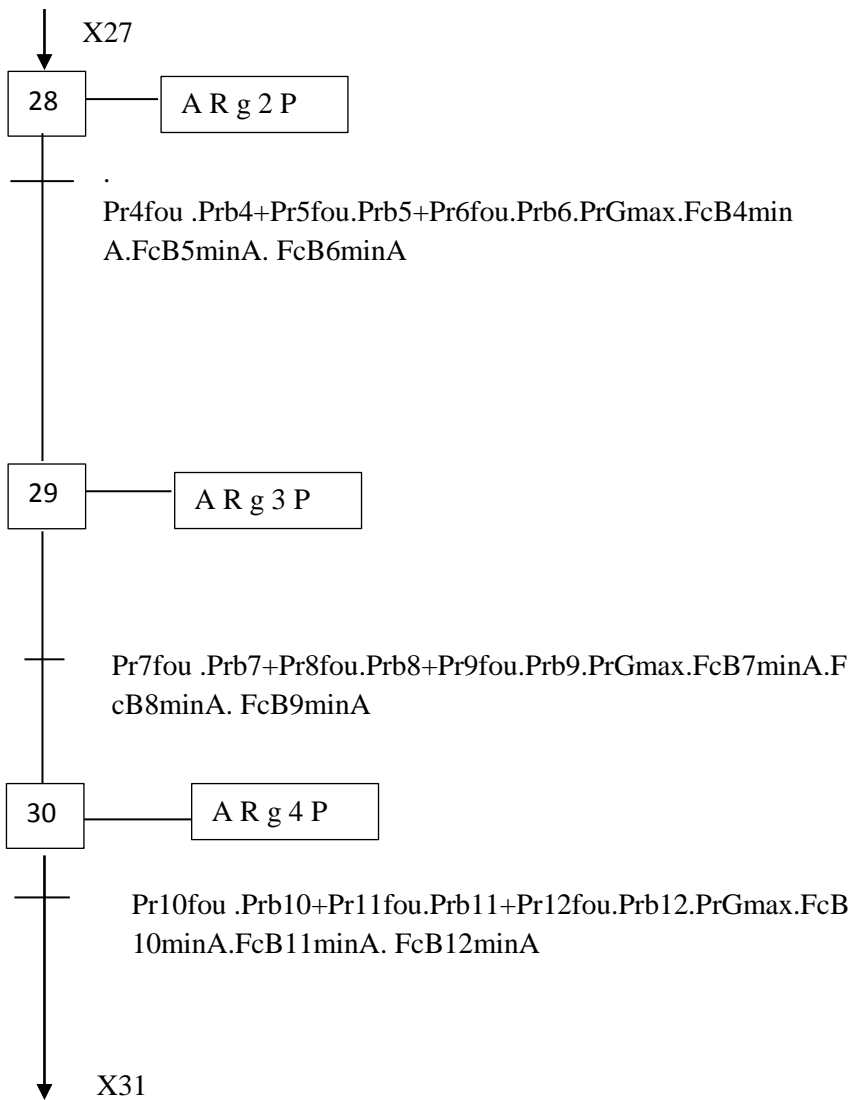 X27
28
A R g 2 P
.
Pr4fou .Prb4+Pr5fou.Prb5+Pr6fou.Prb6.PrGmax.FcB4min
A.FcB5minA. FcB6minA
29
A R g 3 P
Pr7fou .Prb7+Pr8fou.Prb8+Pr9fou.Prb9.PrGmax.FcB7minA.F
cB8minA. FcB9minA
30
A R g 4 P
Pr10fou .Prb10+Pr11fou.Prb11+Pr12fou.Prb12.PrGmax.FcB
10minA.FcB11minA. FcB12minA
X31